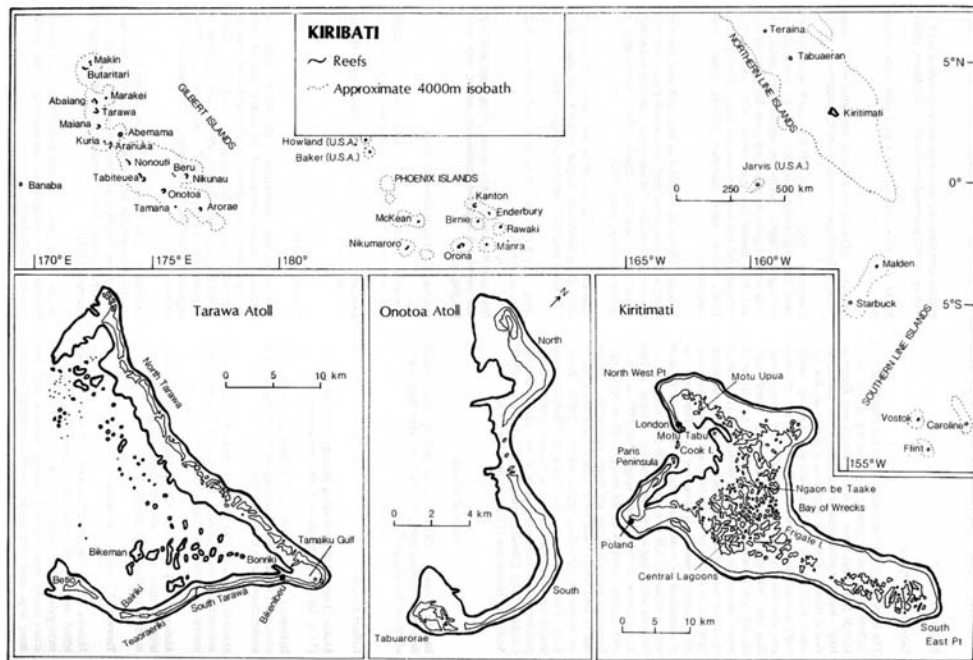 KIRIBATI
Reefs
Approximate 4000m isobath
Makin
Butaritari
Marakei
Abaiang
Tarawa
Maiana
Abemama
Kuria
Aranuka
Nonouti
Beru
Tabiteuea
Nikunau
Banaba
Onotoa
Tamana
Arorae
GILBERT ISLANDS
Howland (U.S.A.)
Baker (U.S.A.)
PHOENIX ISLANDS
Kanton
McKean
Birnie
Enderbury
Rawaki
Nikumaroro
Orona
Manra
Teraina
Tabuaeran
NORTHERN LINE ISLANDS
Kiritimati
Jarvis (U.S.A.)
0 250 500 km
5°N
0°
170°E
175°E
180°
165°W
160°W
Malden
Starbuck
5°S
SOUTHERN LINE ISLANDS
Vostok
Caroline
Flint
155°W
Tarawa Atoll
North Tarawa
0 5 10 km
Tamaiku Gulf
Bikeman
Bonriki
Betio
Bairiki
South Tarawa
Bikenibeu
Teaoraereke
Onotoa Atoll
N
North
0 2 4 km
South
Tabuarorae
Kiritimati
North West Pt
Motu Upua
London
Motu Tabu
Cook I.
Paris
Peninsula
Ngaon be Taake
Bay of Wrecks
Poland
Frigate I.
Central Lagoons
0 5 10 km
South
East Pt